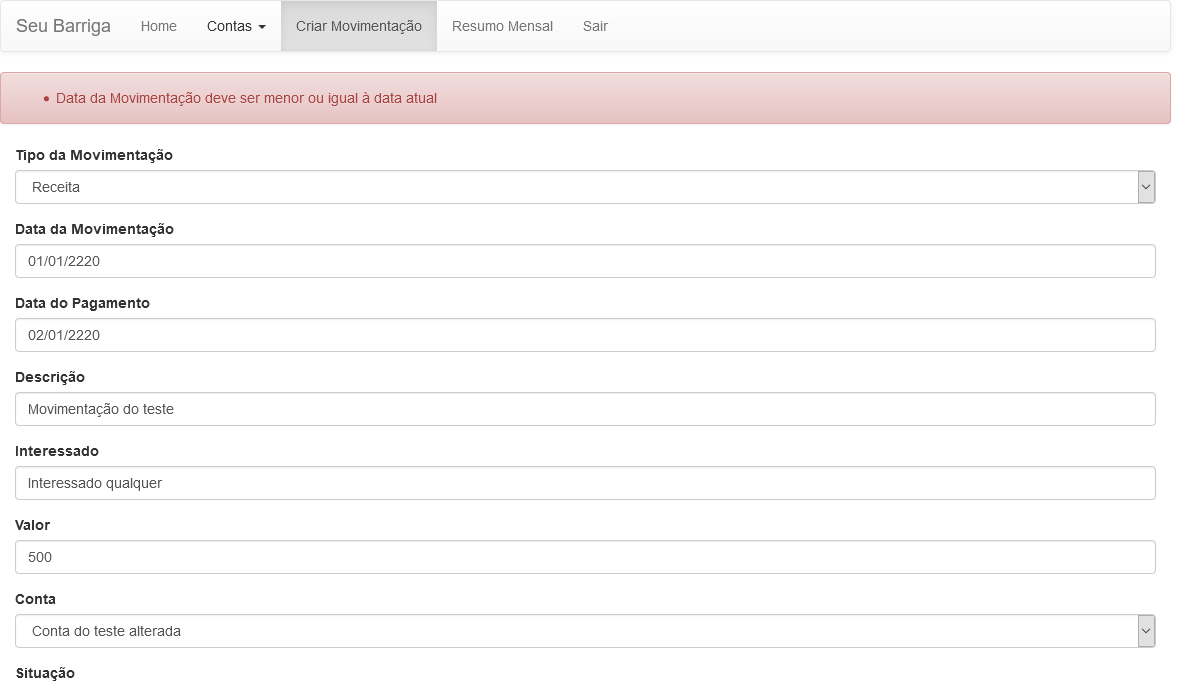 Seu Barriga Home Contas Criar Movimentação Resumo Mensal Sair
• Data da Movimentação deve ser menor ou igual à data atual
Tipo da Movimentação
Receita
Data da Movimentação
01/01/2220
Data do Pagamento
02/01/2220
Descrição
Movimentação do teste
Interessado
Interessado qualquer
Valor
500
Conta
Conta do teste alterada
Situação